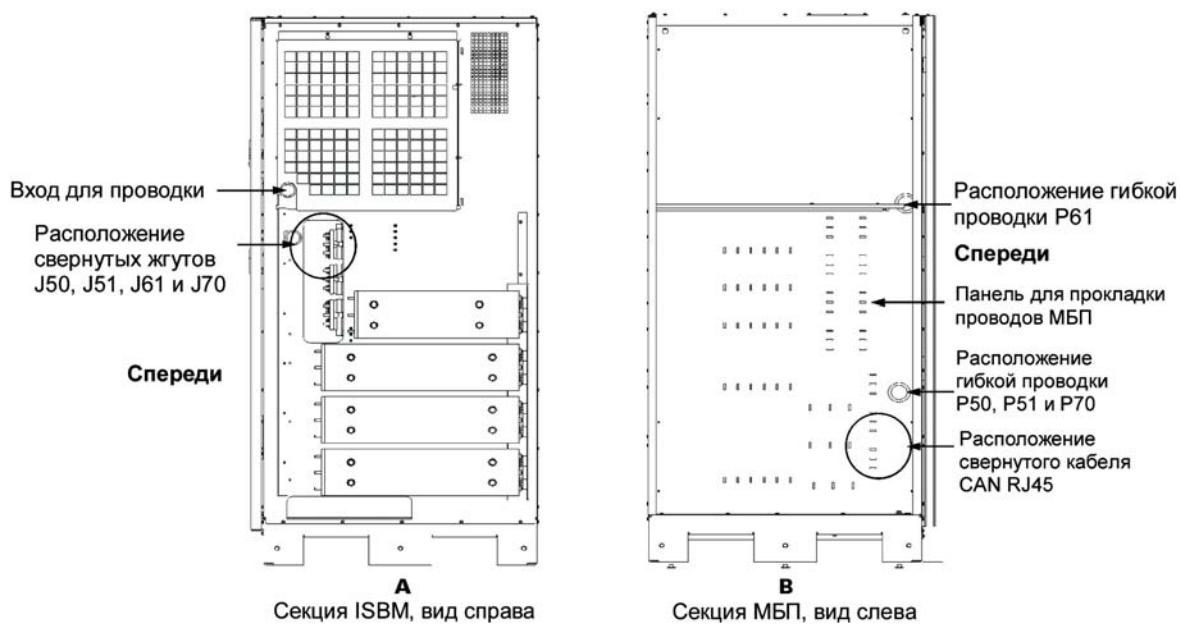 Вход для проводки
Расположение
свернутых жгутов
J50, J51, J61 и J70
Спереди
A
Секция ISBM, вид справа
Расположение гибкой
проводки P61
Спереди
Панель для прокладки
проводов МБП
Расположение
гибкой проводки
P50, P51 и P70
Расположение
свернутого кабеля
CAN RJ45
B
Секция МБП, вид слева